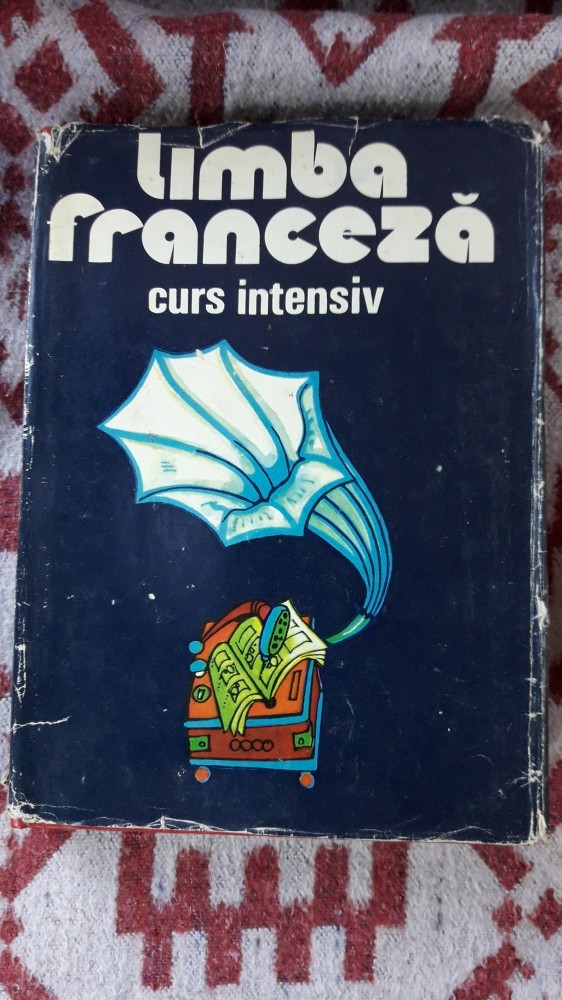 limba
franceză
curs intensiv